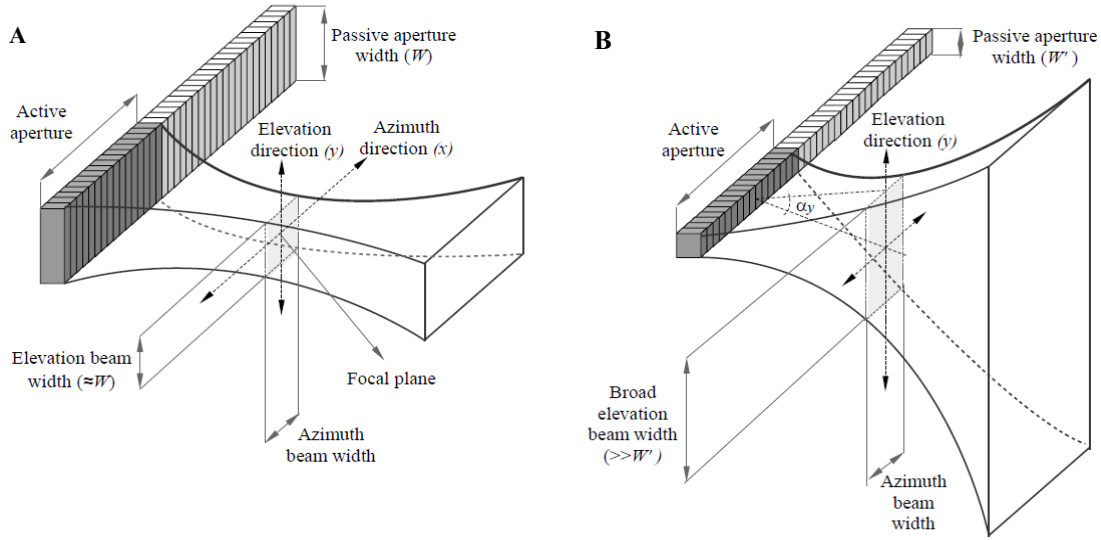 A
Passive aperture
width (W)
Active
aperture
Elevation
direction (y)
Azimuth
direction (x)
Elevation beam
width (≈W)
Focal plane
Azimuth
beam width
B
Passive aperture
width (W' )
Active
aperture
Elevation
direction (y)
αy
Broad
elevation
beam width
(>>W' )
Azimuth
beam
width